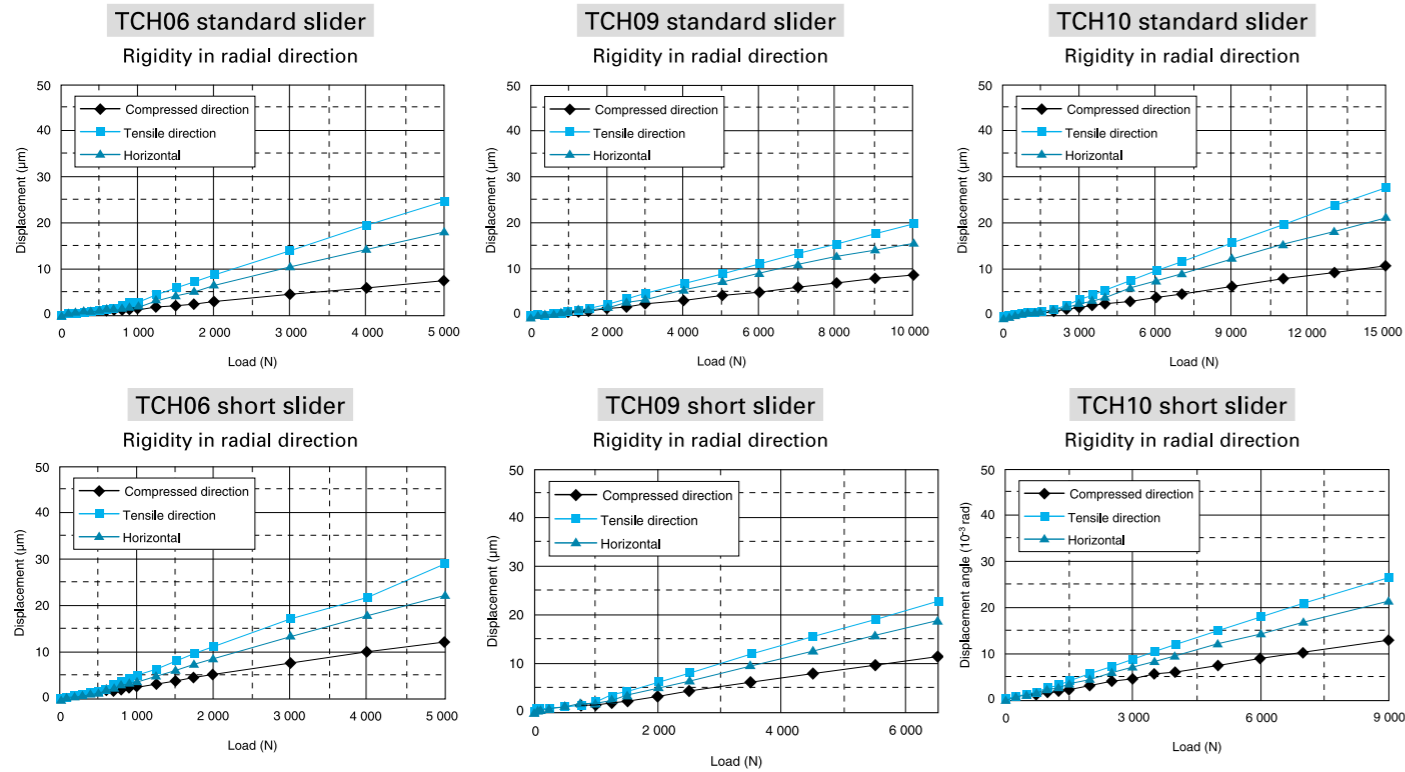 TCH06 standard slider
Rigidity in radial direction
50
40
30
20
10
0
Displacement (µm)
Compressed direction
Tensile direction
Horizontal
0
1 000
2 000
3 000
4 000
5 000
Load (N)
TCH09 standard slider
Rigidity in radial direction
50
40
30
20
10
0
Displacement (µm)
Compressed direction
Tensile direction
Horizontal
0
2 000
4 000
6 000
8 000
10 000
Load (N)
TCH10 standard slider
Rigidity in radial direction
50
40
30
20
10
0
Displacement (µm)
Compressed direction
Tensile direction
Horizontal
0
3 000
6 000
9 000
12 000
15 000
Load (N)
TCH06 short slider
Rigidity in radial direction
50
40
30
20
10
0
Displacement (µm)
Compressed direction
Tensile direction
Horizontal
0
1 000
2 000
3 000
4 000
5 000
Load (N)
TCH09 short slider
Rigidity in radial direction
50
40
30
20
10
0
Displacement (µm)
Compressed direction
Tensile direction
Horizontal
0
2 000
4 000
6 000
Load (N)
TCH10 short slider
Rigidity in radial direction
50
40
30
20
10
0
Displacement angle (10⁻³ rad)
Compressed direction
Tensile direction
Horizontal
0
3 000
6 000
9 000
Load (N)